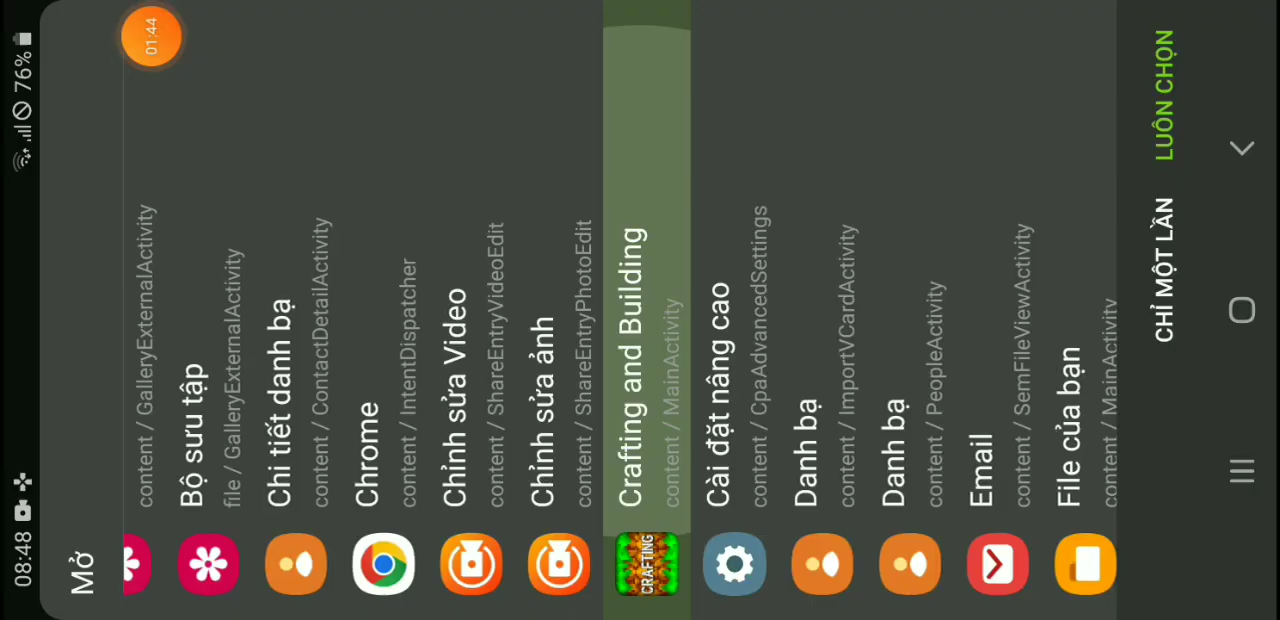 08:48
76%
01:44
Mở
content / GalleryExternalActivity
Bộ sưu tập
file / GalleryExternalActivity
Chi tiết danh bạ
content / ContactDetailActivity
Chrome
content / IntentDispatcher
Chỉnh sửa Video
content / ShareEntryVideoEdit
Chỉnh sửa ảnh
content / ShareEntryPhotoEdit
CRAFTING
Crafting and Building
content / MainActivity
Cài đặt nâng cao
content / CpaAdvancedSettings
Danh bạ
content / ImportVCardActivity
Danh bạ
content / PeopleActivity
Email
content / SemFileViewActivity
File của bạn
content / MainActivity
CHỈ MỘT LẦN
LUÔN CHỌN